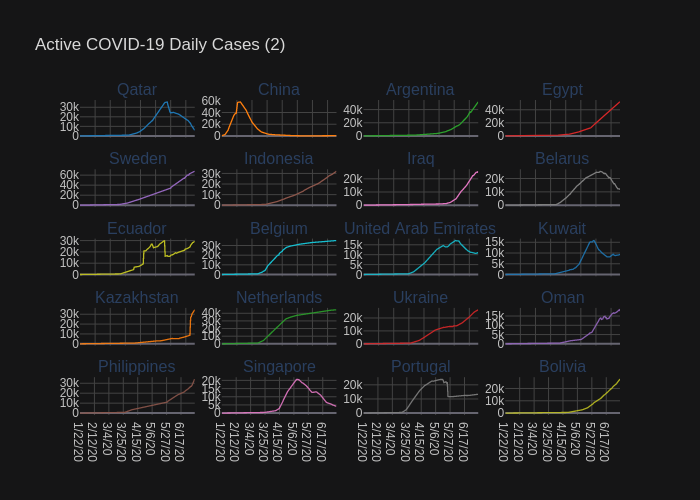 Active COVID-19 Daily Cases (2)
Qatar China Argentina Egypt
30k 20k 10k 0 60k 40k 20k 0 40k 20k 0 40k 20k 0
Sweden Indonesia Iraq Belarus
60k 40k 20k 0 30k 20k 10k 0 20k 10k 0 20k 10k 0
Ecuador Belgium United Arab Emirates Kuwait
30k 20k 10k 0 30k 20k 10k 0 15k 10k 5k 0 15k 10k 5k 0
Kazakhstan Netherlands Ukraine Oman
30k 20k 10k 0 40k 30k 20k 10k 0 20k 10k 0 15k 10k 5k 0
Philippines Singapore Portugal Bolivia
30k 20k 10k 0 20k 15k 10k 5k 0 20k 10k 0 20k 10k 0
1/22/20 2/12/20 3/4/20 3/25/20 4/15/20 5/6/20 5/27/20 6/17/20 1/22/20 2/12/20 3/4/20 3/25/20 4/15/20 5/6/20 5/27/20 6/17/20 1/22/20 2/12/20 3/4/20 3/25/20 4/15/20 5/6/20 5/27/20 6/17/20 1/22/20 2/12/20 3/4/20 3/25/20 4/15/20 5/6/20 5/27/20 6/17/20